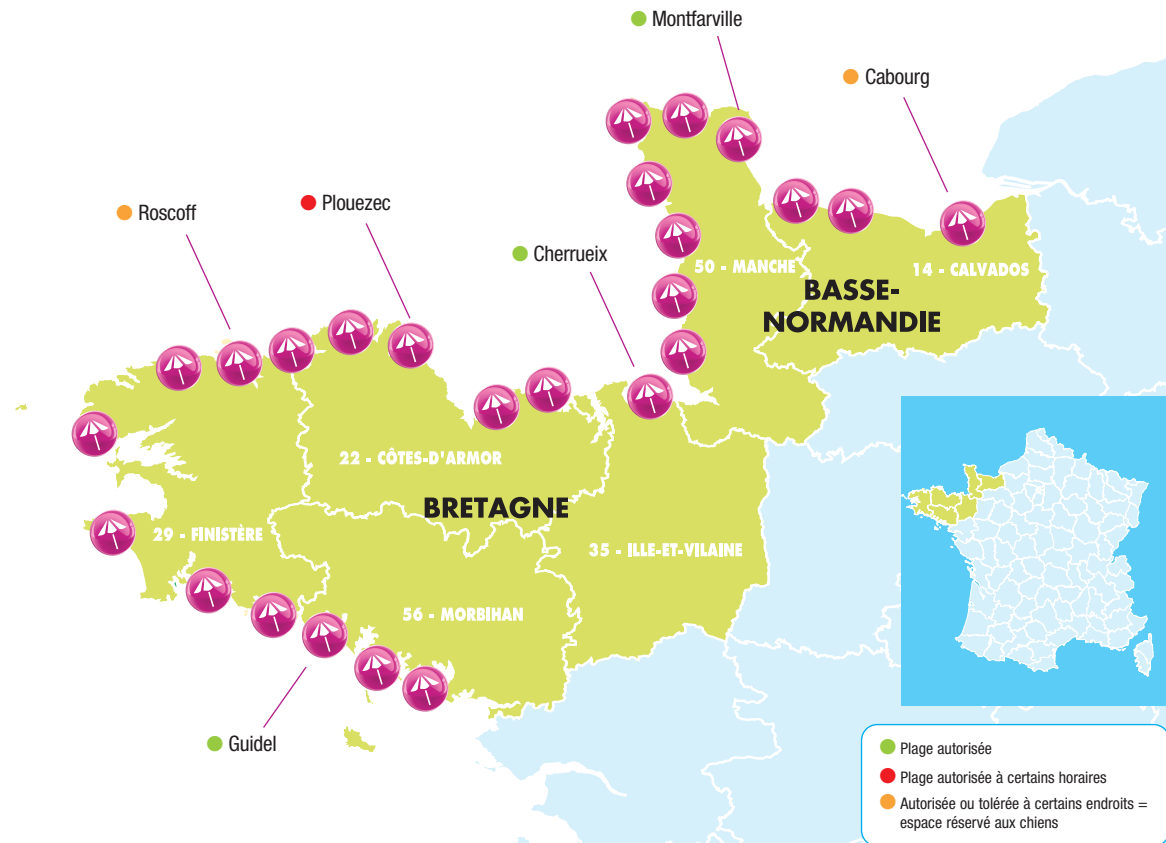 Montfarville
Cabourg
Roscoff
Plouezec
Cherrueix
50 - MANCHE
14 - CALVADOS
BASSE-
NORMANDIE
22 - CÔTES-D'ARMOR
BRETAGNE
29 - FINISTÈRE
35 - ILLE-ET-VILAINE
56 - MORBIHAN
Guidel
Plage autorisée
Plage autorisée à certains horaires
Autorisée ou tolérée à certains endroits =
espace réservé aux chiens